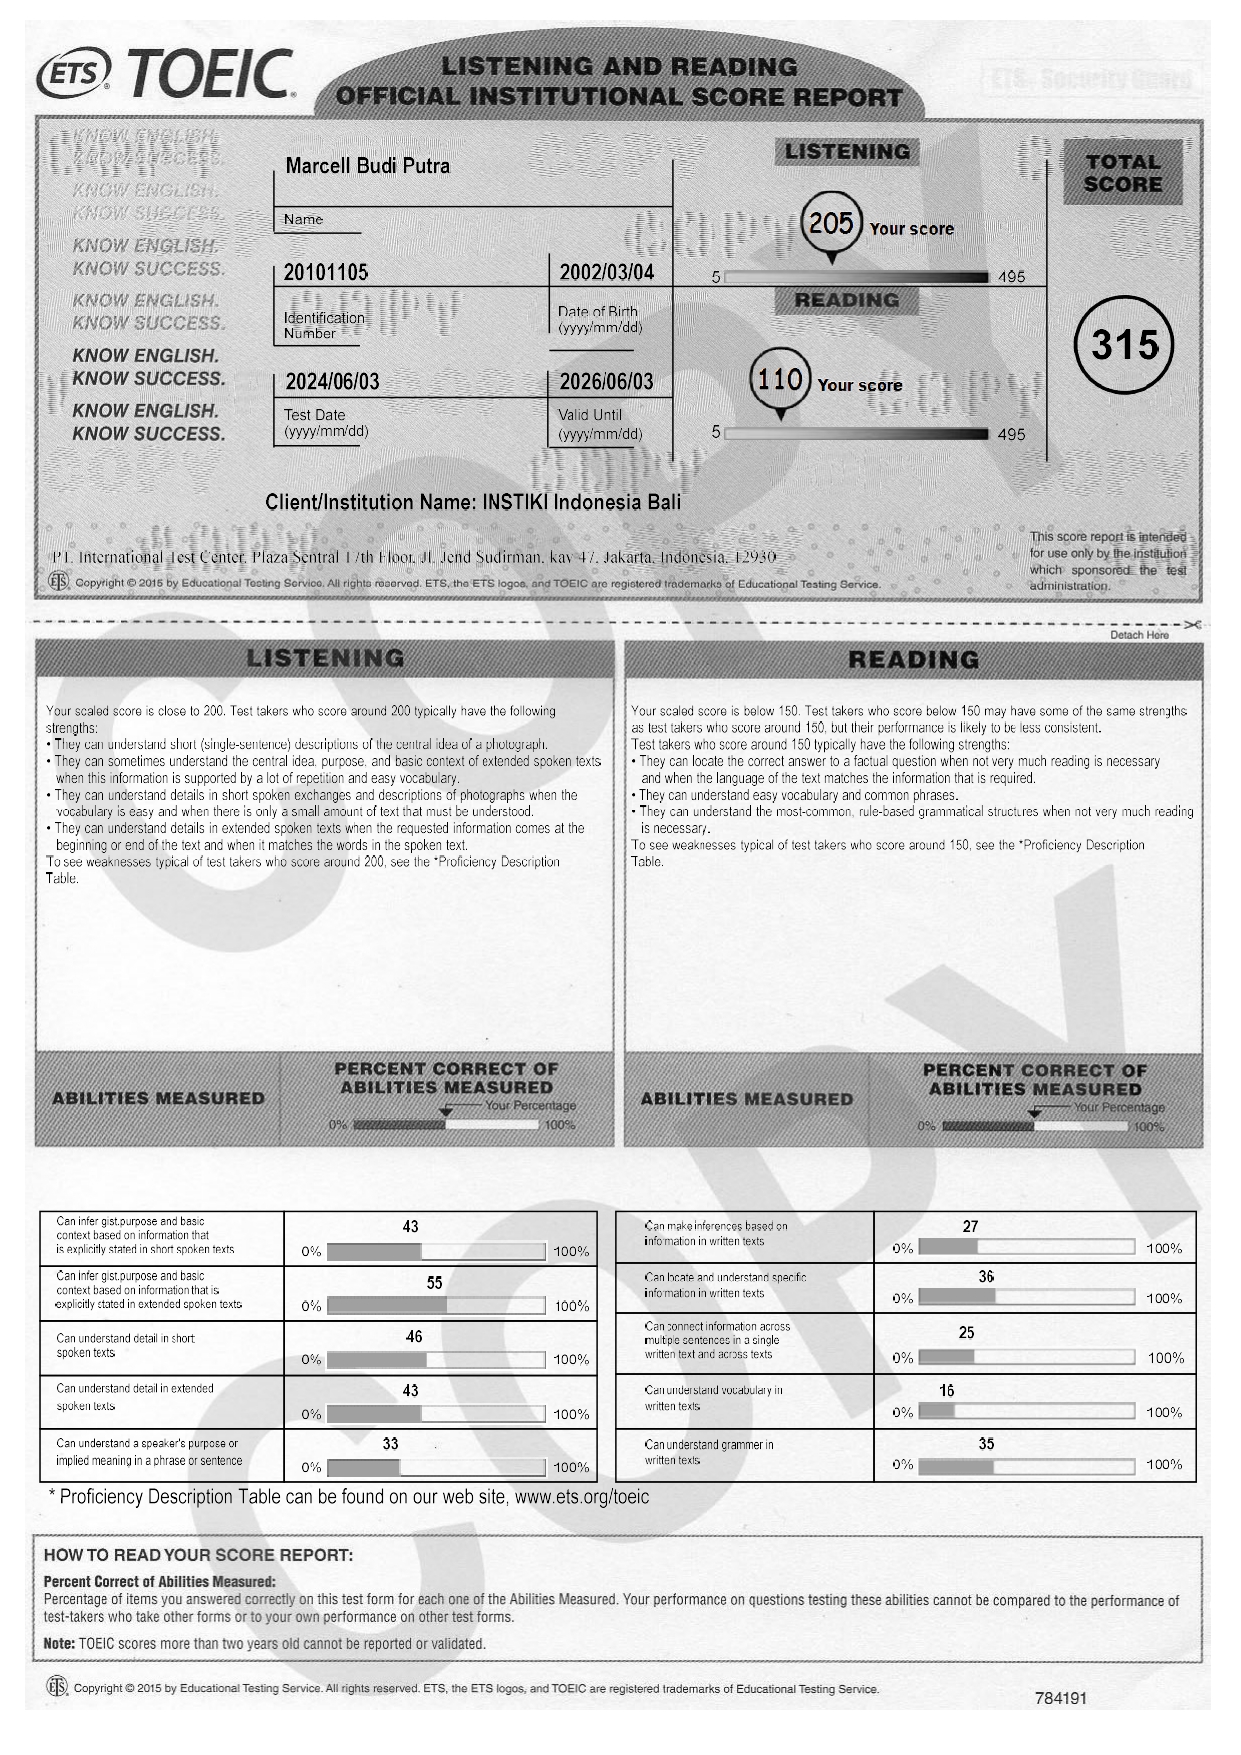 ETS TOEIC.
LISTENING AND READING
OFFICIAL INSTITUTIONAL SCORE REPORT
KNOW ENGLISH.
KNOW SUCCESS.
KNOW ENGLISH.
KNOW SUCCESS.
KNOW ENGLISH.
KNOW SUCCESS.
KNOW ENGLISH.
KNOW SUCCESS.
KNOW ENGLISH.
KNOW SUCCESS.
KNOW ENGLISH.
KNOW SUCCESS.
Marcell Budi Putra
Name
20101105
2002/03/04
Identification
Number
Date of Birth
(yyyy/mm/dd)
2024/06/03
2026/06/03
Test Date
(yyyy/mm/dd)
Valid Until
(yyyy/mm/dd)
LISTENING
205 Your score
5 495
READING
110 Your score
5 495
TOTAL
SCORE
315
Client/Institution Name: INSTIKI Indonesia Bali
PT. International Test Center, Plaza Sentral 17th Floor, Jl. Jend Sudirman, kav 47, Jakarta, Indonesia, 12930
ETS Copyright © 2015 by Educational Testing Service. All rights reserved. ETS, the ETS logos, and TOEIC are registered trademarks of Educational Testing Service.
This score report is intended
for use only by the institution
which sponsored the test
administration.
Detach Here
LISTENING
Your scaled score is close to 200. Test takers who score around 200 typically have the following
strengths:
• They can understand short (single-sentence) descriptions of the central idea of a photograph.
• They can sometimes understand the central idea, purpose, and basic context of extended spoken texts
when this information is supported by a lot of repetition and easy vocabulary.
• They can understand details in short spoken exchanges and descriptions of photographs when the
vocabulary is easy and when there is only a small amount of text that must be understood.
• They can understand details in extended spoken texts when the requested information comes at the
beginning or end of the text and when it matches the words in the spoken text.
To see weaknesses typical of test takers who score around 200, see the *Proficiency Description
Table.
READING
Your scaled score is below 150. Test takers who score below 150 may have some of the same strengths
as test takers who score around 150, but their performance is likely to be less consistent.
Test takers who score around 150 typically have the following strengths:
• They can locate the correct answer to a factual question when not very much reading is necessary
and when the language of the text matches the information that is required.
• They can understand easy vocabulary and common phrases.
• They can understand the most-common, rule-based grammatical structures when not very much reading
is necessary.
To see weaknesses typical of test takers who score around 150, see the *Proficiency Description
Table.
ABILITIES MEASURED
PERCENT CORRECT OF
ABILITIES MEASURED
Your Percentage
0% 100%
ABILITIES MEASURED
PERCENT CORRECT OF
ABILITIES MEASURED
Your Percentage
0% 100%
Can infer gist,purpose and basic
context based on information that
is explicitly stated in short spoken texts
43
0% 100%
Can infer gist,purpose and basic
context based on information that is
explicitly stated in extended spoken texts
55
0% 100%
Can understand detail in short
spoken texts
46
0% 100%
Can understand detail in extended
spoken texts
43
0% 100%
Can understand a speaker's purpose or
implied meaning in a phrase or sentence
33
0% 100%
Can make inferences based on
information in written texts
27
0% 100%
Can locate and understand specific
information in written texts
36
0% 100%
Can connect information across
multiple sentences in a single
written text and across texts
25
0% 100%
Can understand vocabulary in
written texts
16
0% 100%
Can understand grammer in
written texts
35
0% 100%
* Proficiency Description Table can be found on our web site, www.ets.org/toeic
HOW TO READ YOUR SCORE REPORT:
Percent Correct of Abilities Measured:
Percentage of items you answered correctly on this test form for each one of the Abilities Measured. Your performance on questions testing these abilities cannot be compared to the performance of
test-takers who take other forms or to your own performance on other test forms.
Note: TOEIC scores more than two years old cannot be reported or validated.
ETS Copyright © 2015 by Educational Testing Service. All rights reserved. ETS, the ETS logos, and TOEIC are registered trademarks of Educational Testing Service.
784191
COPY
COPY